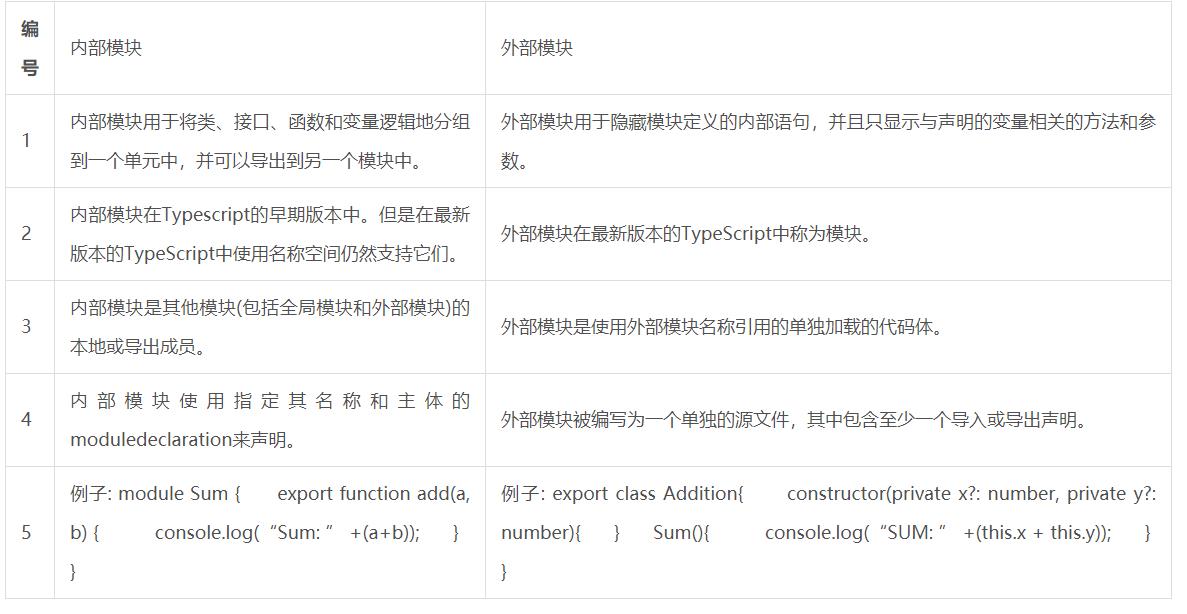 编
号
内部模块
外部模块
1
内部模块用于将类、接口、函数和变量逻辑地分组
到一个单元中，并可以导出到另一个模块中。
外部模块用于隐藏模块定义的内部语句，并且只显示与声明的变量相关的方法和参
数。
2
内部模块在Typescript的早期版本中。但是在最新
版本的TypeScript中使用名称空间仍然支持它们。
外部模块在最新版本的TypeScript中称为模块。
3
内部模块是其他模块(包括全局模块和外部模块)的
本地或导出成员。
外部模块是使用外部模块名称引用的单独加载的代码体。
4
内部模块使用指定其名称和主体的
moduledeclaration来声明。
外部模块被编写为一个单独的源文件，其中包含至少一个导入或导出声明。
5
例子: module Sum { export function add(a,
b) { console.log(“Sum: ” +(a+b)); }
}
例子: export class Addition{ constructor(private x?: number, private y?:
number){ } Sum(){ console.log(“SUM: ” +(this.x + this.y)); }
}